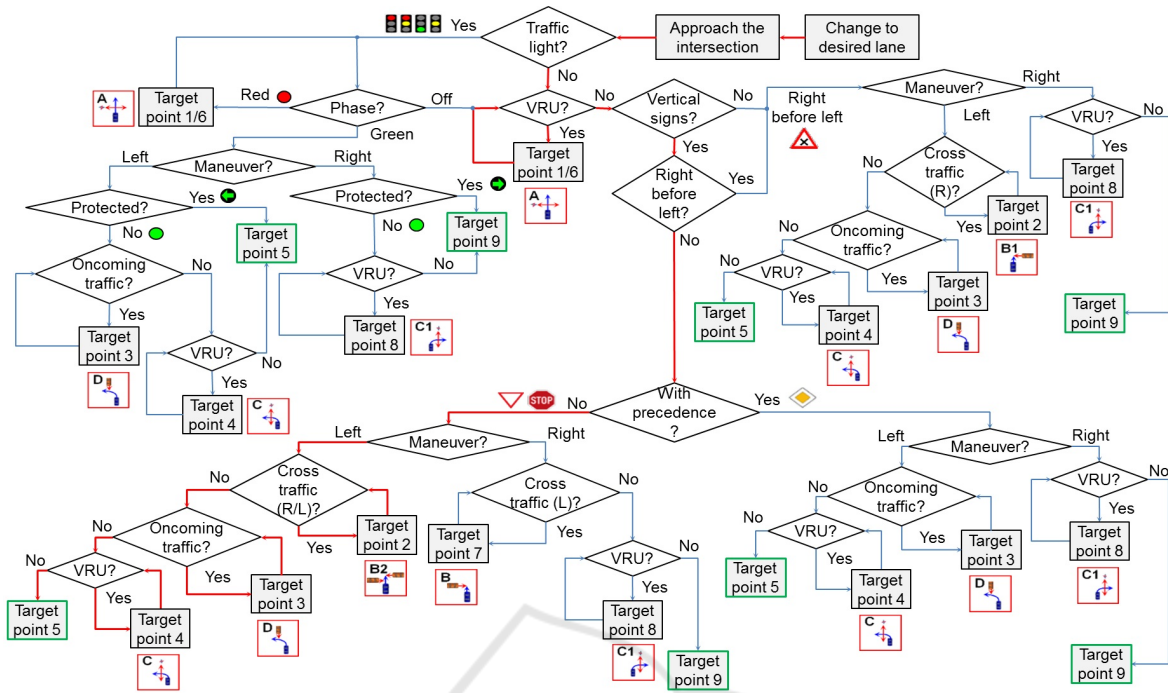 Traffic
light?
Yes
Approach the
intersection
Change to
desired lane
No
A
Target
point 1/6
Red
Phase?
Off
VRU?
No
Vertical
signs?
No
Right
before left
Maneuver?
Right
Green
Yes
Target
point 1/6
A
Yes
Left
VRU?
No
Left
Maneuver?
Right
Right
before
left?
Yes
No
Cross
traffic
(R)?
Yes
Target
point 8
C1
Protected?
Yes
Protected?
Yes
No
Target
point 5
No
Target
point 9
No
Yes
Target
point 2
B1
Oncoming
traffic?
No
VRU?
No
No
Oncoming
traffic?
Yes
Target
point 3
D
VRU?
Yes
Target
point 5
Target
point 4
C
Target
point 9
Yes
Target
point 3
D
VRU?
No
Yes
Target
point 8
C1
Yes
Target
point 4
C
With
precedence
?
No
STOP
Yes
Left
Maneuver?
Right
Left
Maneuver?
Right
No
Cross
traffic
(R/L)?
Yes
Target
point 2
B2
Cross
traffic (L)?
No
Yes
Target
point 7
B
No
Oncoming
traffic?
Yes
Target
point 3
D
VRU?
No
Yes
Target
point 8
C1
No
Oncoming
traffic?
Yes
Target
point 3
D
VRU?
No
Yes
Target
point 8
C1
No
VRU?
Yes
Target
point 5
Target
point 4
C
Target
point 9
No
VRU?
Yes
Target
point 5
Target
point 4
C
Target
point 9